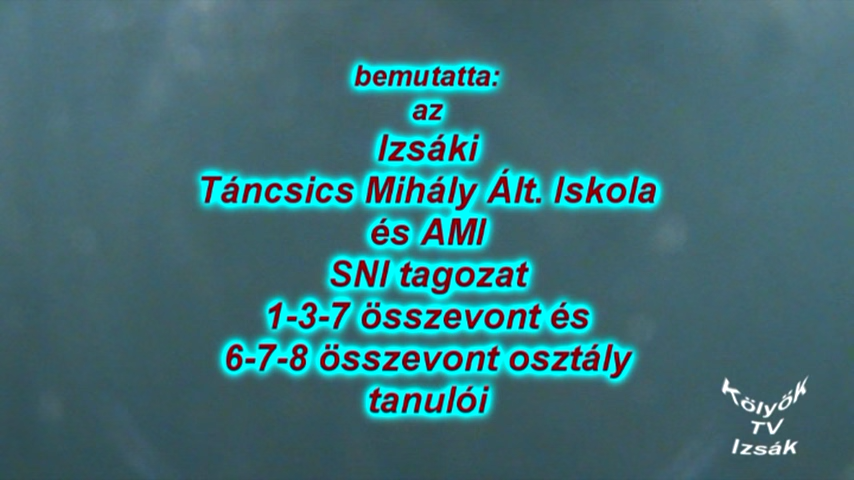 bemutatta:
az
Izsáki
Táncsics Mihály Ált. Iskola
és AMI
SNI tagozat
1-3-7 összevont és
6-7-8 összevont osztály
tanulói
Kölyök
TV
Izsák